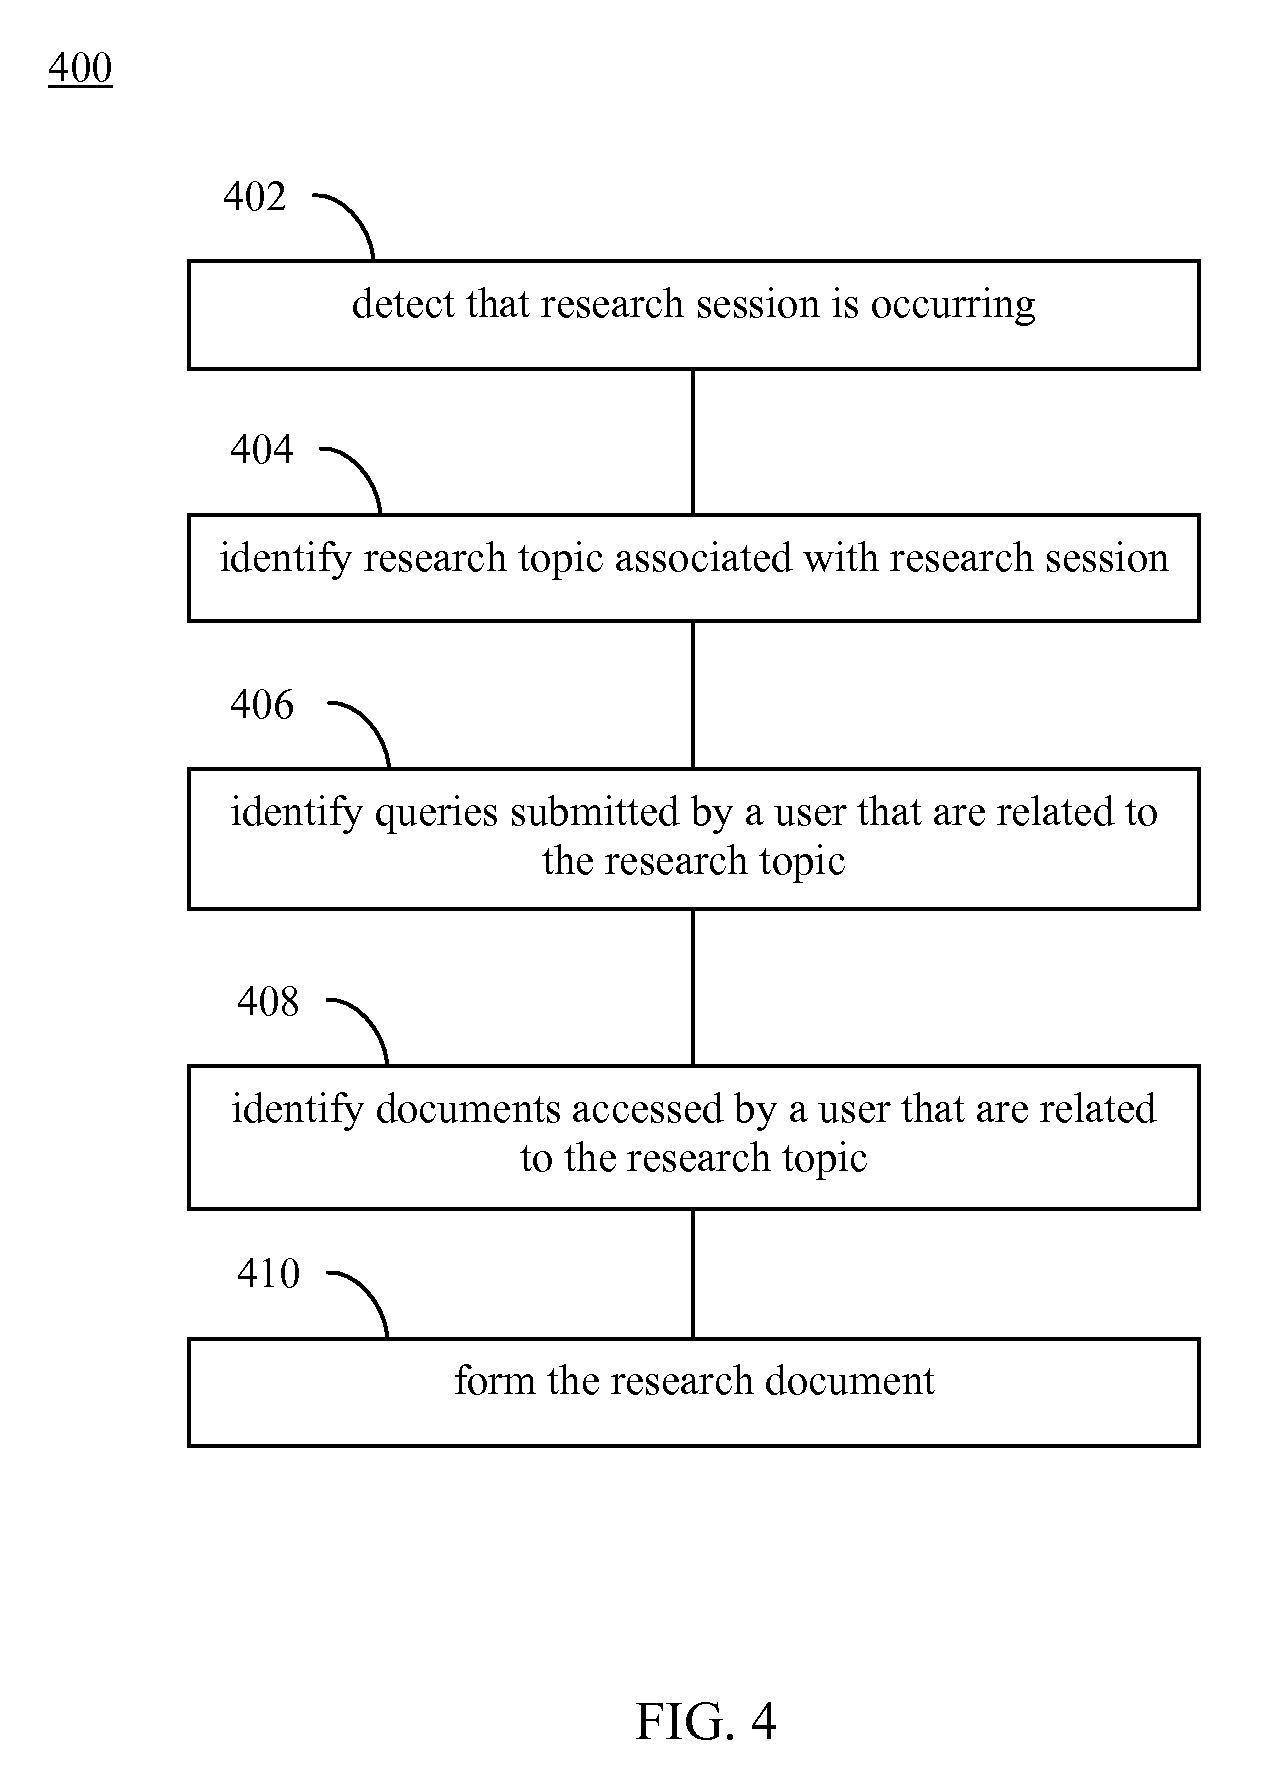 400
402
detect that research session is occurring
404
identify research topic associated with research session
406
identify queries submitted by a user that are related to
the research topic
408
identify documents accessed by a user that are related
to the research topic
410
form the research document
FIG. 4